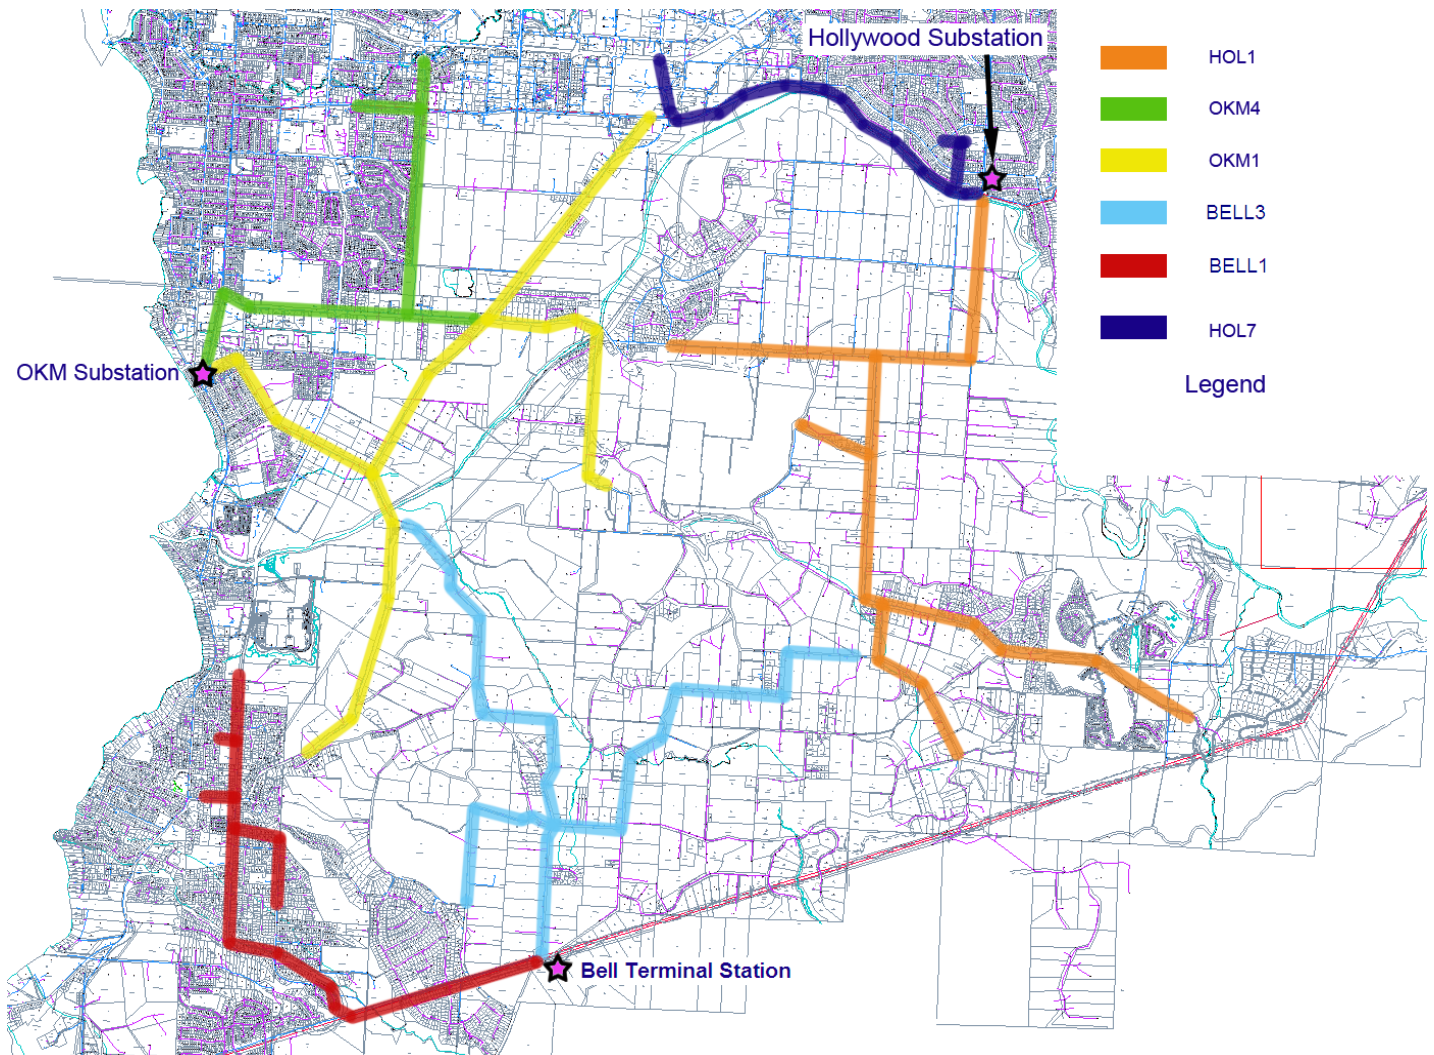 Hollywood Substation
HOL1
OKM4
OKM1
BELL3
BELL1
HOL7
Legend
OKM Substation
Bell Terminal Station